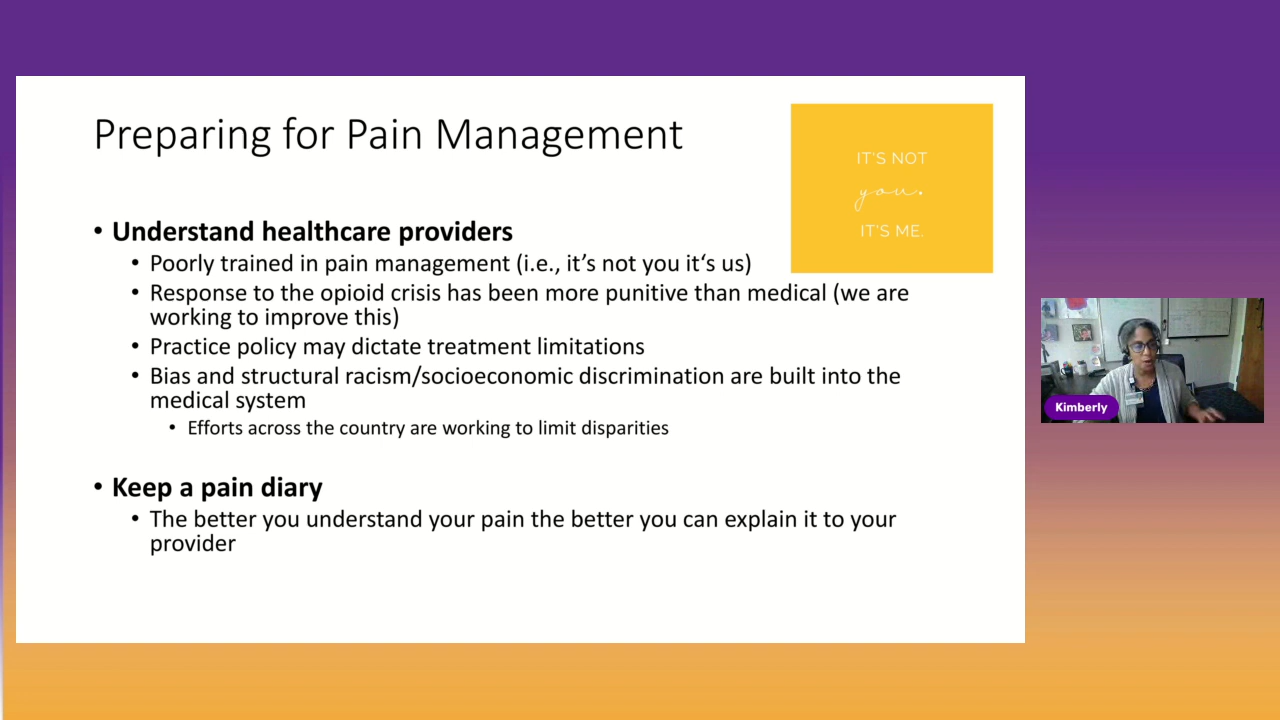 Preparing for Pain Management
IT'S NOT
you.
IT'S ME.
• Understand healthcare providers
• Poorly trained in pain management (i.e., it’s not you it‘s us)
• Response to the opioid crisis has been more punitive than medical (we are
working to improve this)
• Practice policy may dictate treatment limitations
• Bias and structural racism/socioeconomic discrimination are built into the
medical system
• Efforts across the country are working to limit disparities
• Keep a pain diary
• The better you understand your pain the better you can explain it to your
provider
Kimberly